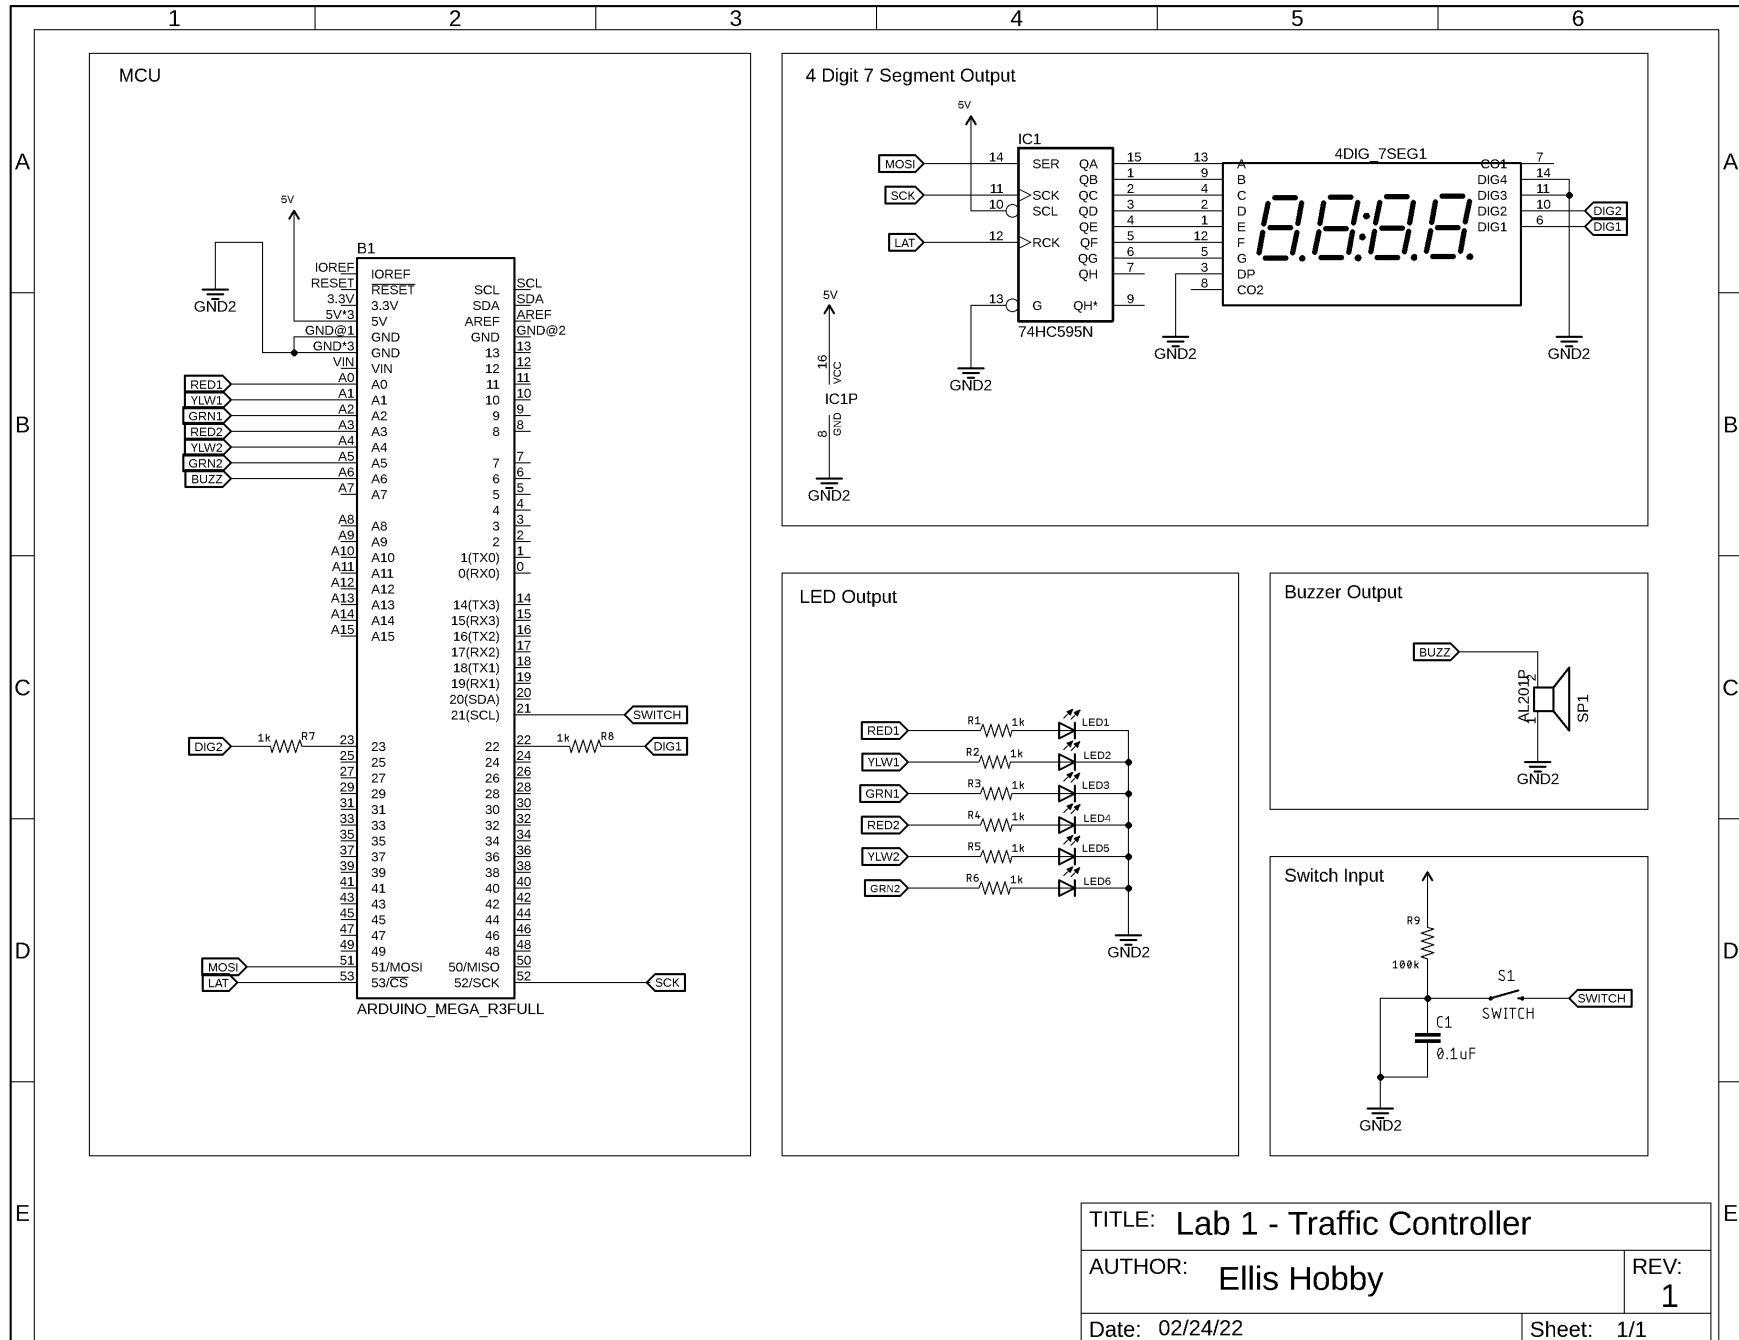 1 2 3 4 5 6
A
B
C
D
E
A
B
C
D
E
MCU
5V
GND2
B1
IOREF IOREF
RESET RESET SCL SCL
3.3V 3.3V SDA SDA
5V*3 5V AREF AREF
GND@1 GND GND GND@2
GND*3 GND 13 13
VIN VIN 12 12
RED1 A0 A0 11 11
YLW1 A1 A1 10 10
GRN1 A2 A2 9 9
RED2 A3 A3 8 8
YLW2 A4 A4
GRN2 A5 A5 7 7
BUZZ A6 A6 6 6
A7 A7 5 5
4 4
A8 A8 3 3
A9 A9 2 2
A10 A10 1(TX0) 1
A11 A11 0(RX0) 0
A12 A12
A13 A13 14(TX3) 14
A14 A14 15(RX3) 15
A15 A15 16(TX2) 16
17(RX2) 17
18(TX1) 18
19(RX1) 19
20(SDA) 20
21(SCL) 21 SWITCH
DIG2 1k R7 23 23 22 22 1k R8 DIG1
25 25 24 24
27 27 26 26
29 29 28 28
31 31 30 30
33 33 32 32
35 35 34 34
37 37 36 36
39 39 38 38
41 41 40 40
43 43 42 42
45 45 44 44
47 47 46 46
49 49 48 48
MOSI 51 51/MOSI 50/MISO 50
LAT 53 53/CS 52/SCK 52 SCK
ARDUINO_MEGA_R3FULL
4 Digit 7 Segment Output
5V
IC1
MOSI 14 SER QA 15
QB 1
SCK 11 SCK QC 2
10 SCL QD 3
QE 4
LAT 12 RCK QF 5
QG 6
QH 7
13 G QH* 9
74HC595N
GND2
4DIG_7SEG1
13 A CO1 7
9 B DIG4 14
4 C DIG3 11
2 D DIG2 10 DIG2
1 E DIG1 6 DIG1
12 F
5 G
3 DP
8 CO2
GND2
GND2
5V
16 VCC
IC1P
8 GND
GND2
LED Output
RED1 R1 1k LED1
YLW1 R2 1k LED2
GRN1 R3 1k LED3
RED2 R4 1k LED4
YLW2 R5 1k LED5
GRN2 R6 1k LED6
GND2
Buzzer Output
BUZZ
AL201P
2
1
SP1
GND2
Switch Input
R9
100k
S1
SWITCH
SWITCH
C1
0.1uF
GND2
TITLE: Lab 1 - Traffic Controller
AUTHOR: Ellis Hobby
REV:
1
Date: 02/24/22 Sheet: 1/1